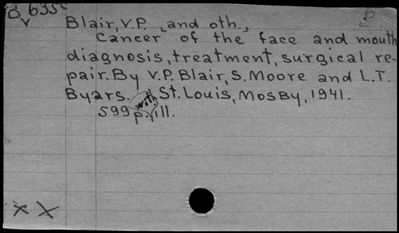 Blair, V.P., and oth.,
Cancer of the face and mouth
diagnosis, treatment, surgical re-
pair. By V.P. Blair, S. Moore and L.T.
Byars. St. Louis, Mosby, 1941.
599 p. with ill.
X X